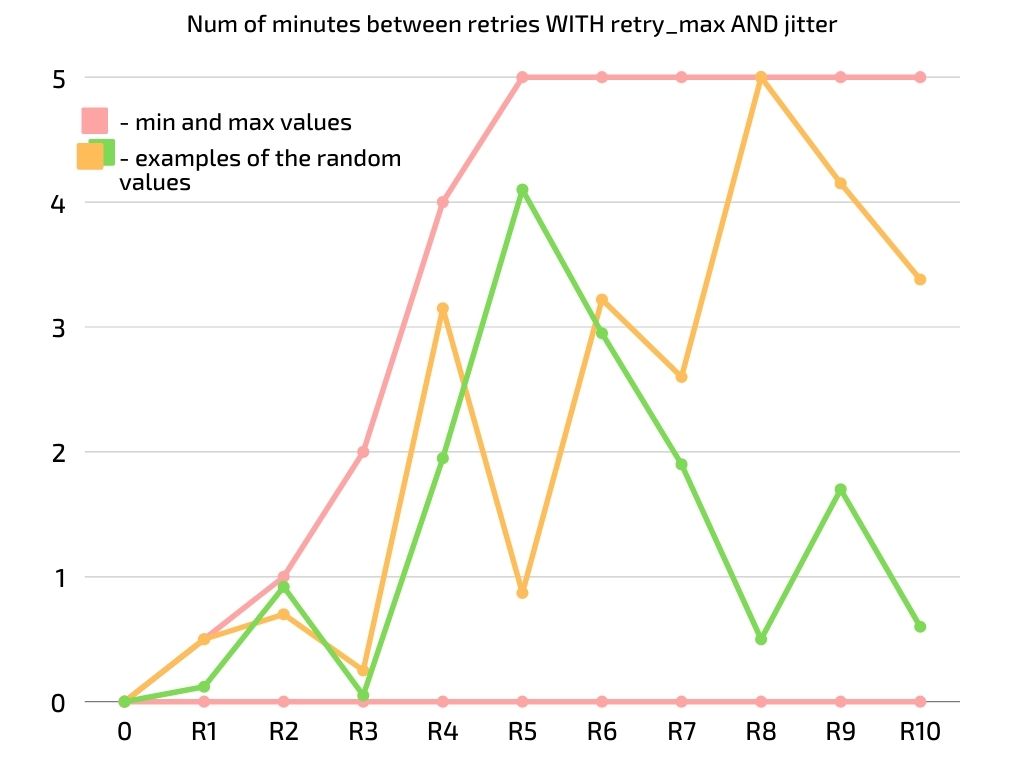 Num of minutes between retries WITH retry_max AND jitter
5
- min and max values
- examples of the random
values
4
3
2
1
0
0 R1 R2 R3 R4 R5 R6 R7 R8 R9 R10